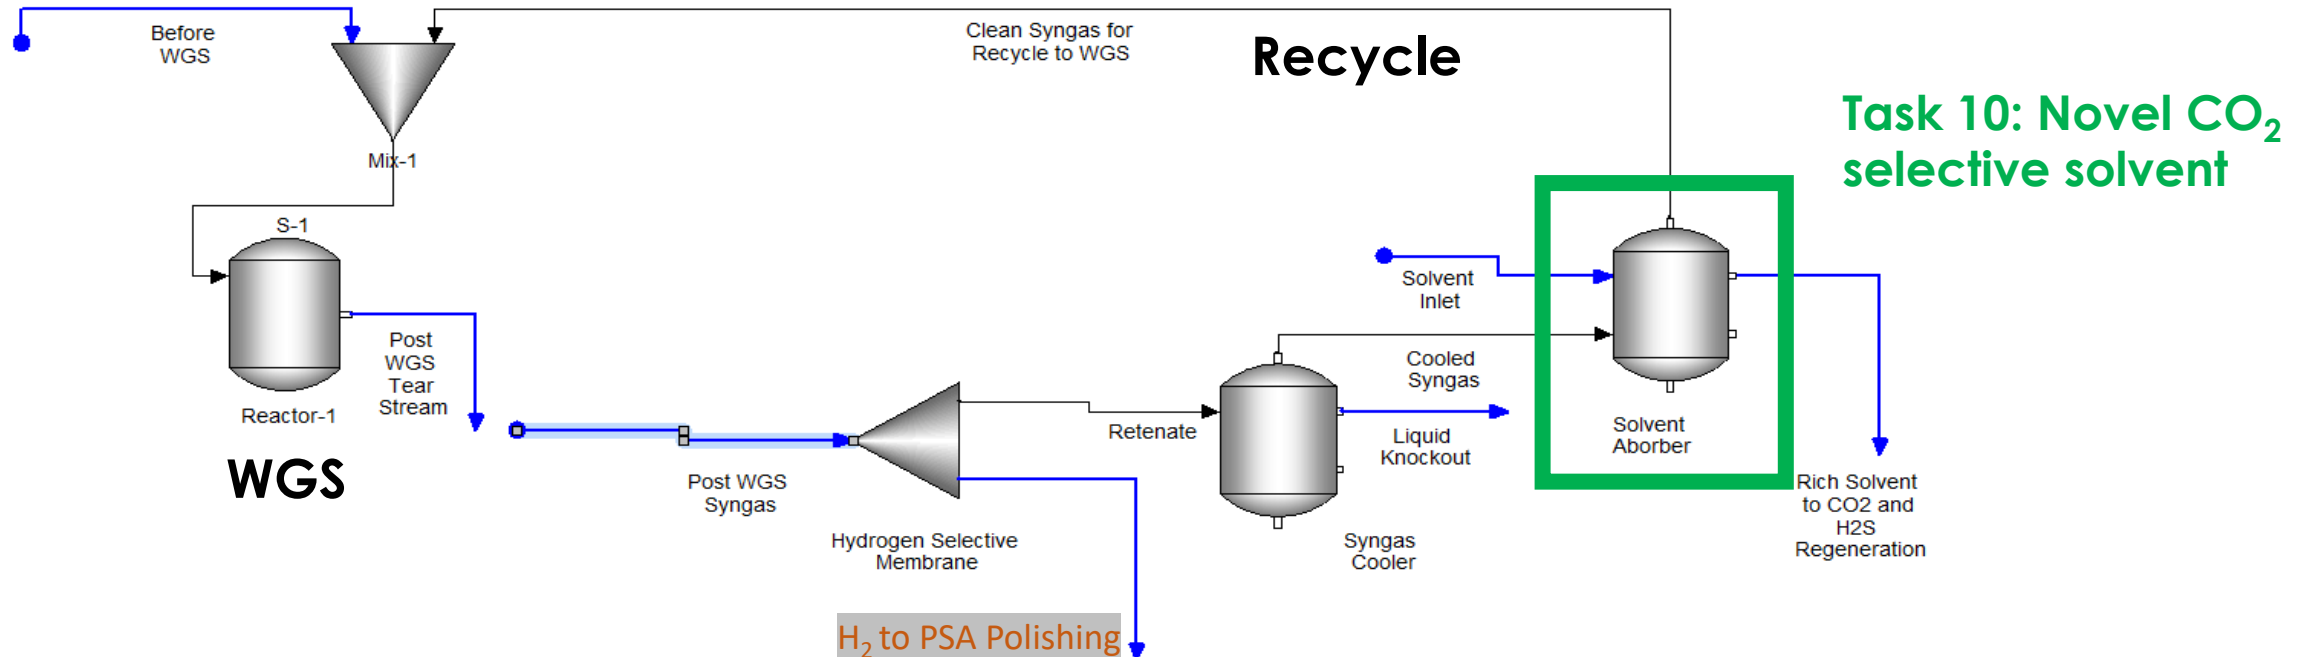 Before
WGS
Clean Syngas for
Recycle to WGS
Recycle
Task 10: Novel CO₂
selective solvent
Mix-1
S-1
Reactor-1
WGS
Post
WGS
Tear
Stream
Post WGS
Syngas
Hydrogen Selective
Membrane
H₂ to PSA Polishing
Retenate
Syngas
Cooler
Liquid
Knockout
Cooled
Syngas
Solvent
Inlet
Solvent
Aborber
Rich Solvent
to CO2 and
H2S
Regeneration